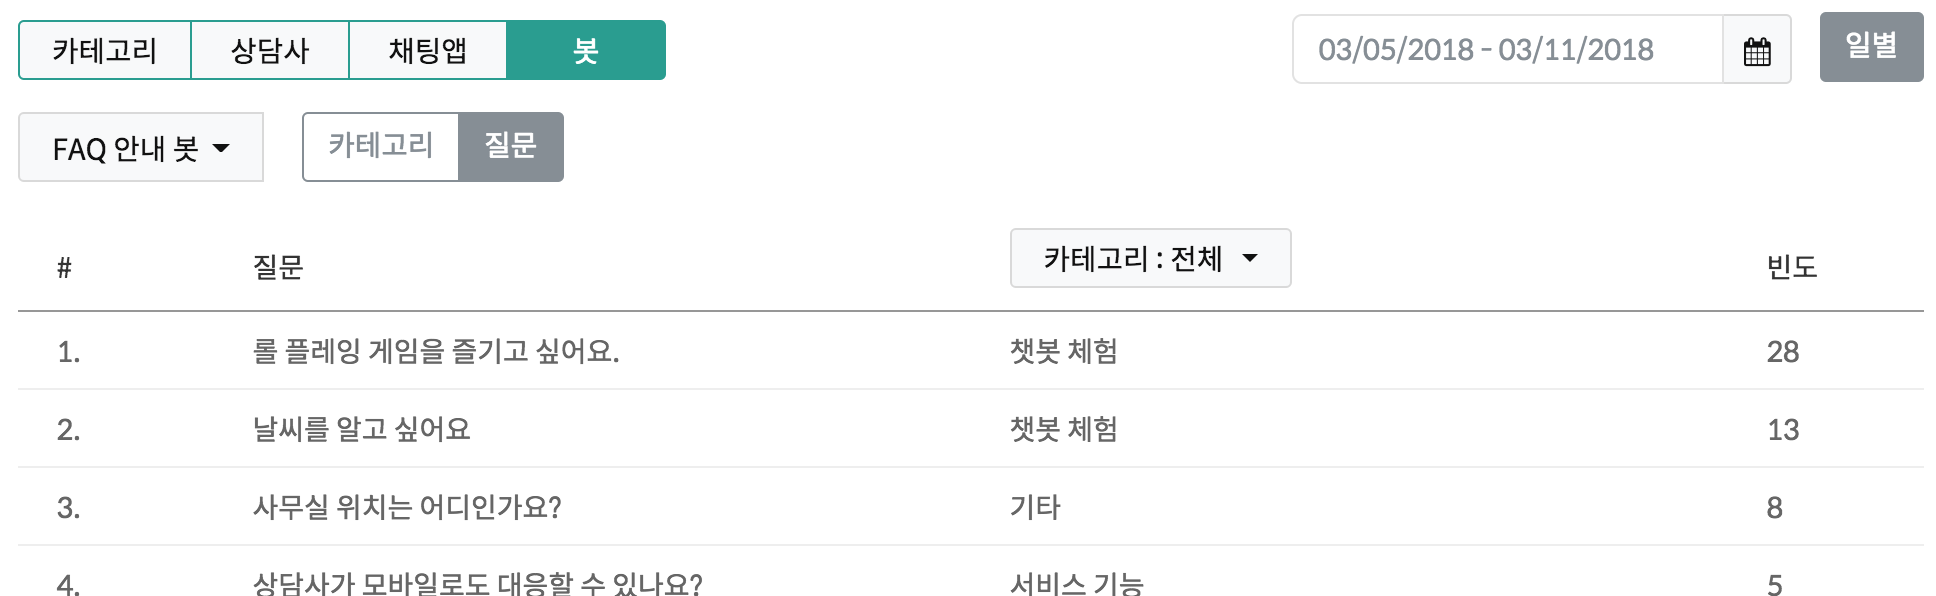 카테고리 상담사 채팅앱 봇 03/05/2018 - 03/11/2018 일별
FAQ 안내 봇 카테고리 질문
# 질문 카테고리 : 전체 빈도
1. 롤 플레잉 게임을 즐기고 싶어요. 챗봇 체험 28
2. 날씨를 알고 싶어요 챗봇 체험 13
3. 사무실 위치는 어디인가요? 기타 8
4. 상담사가 모바일로도 대응할 수 있나요? 서비스 기능 5